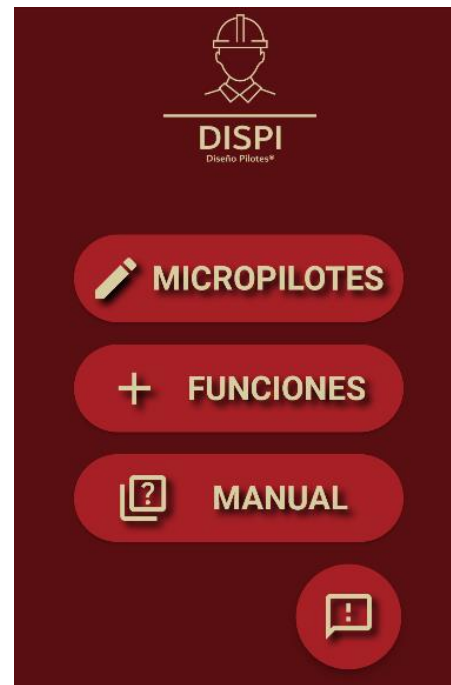 DISPI
Diseño Pilotes®
MICROPILOTES
FUNCIONES
MANUAL